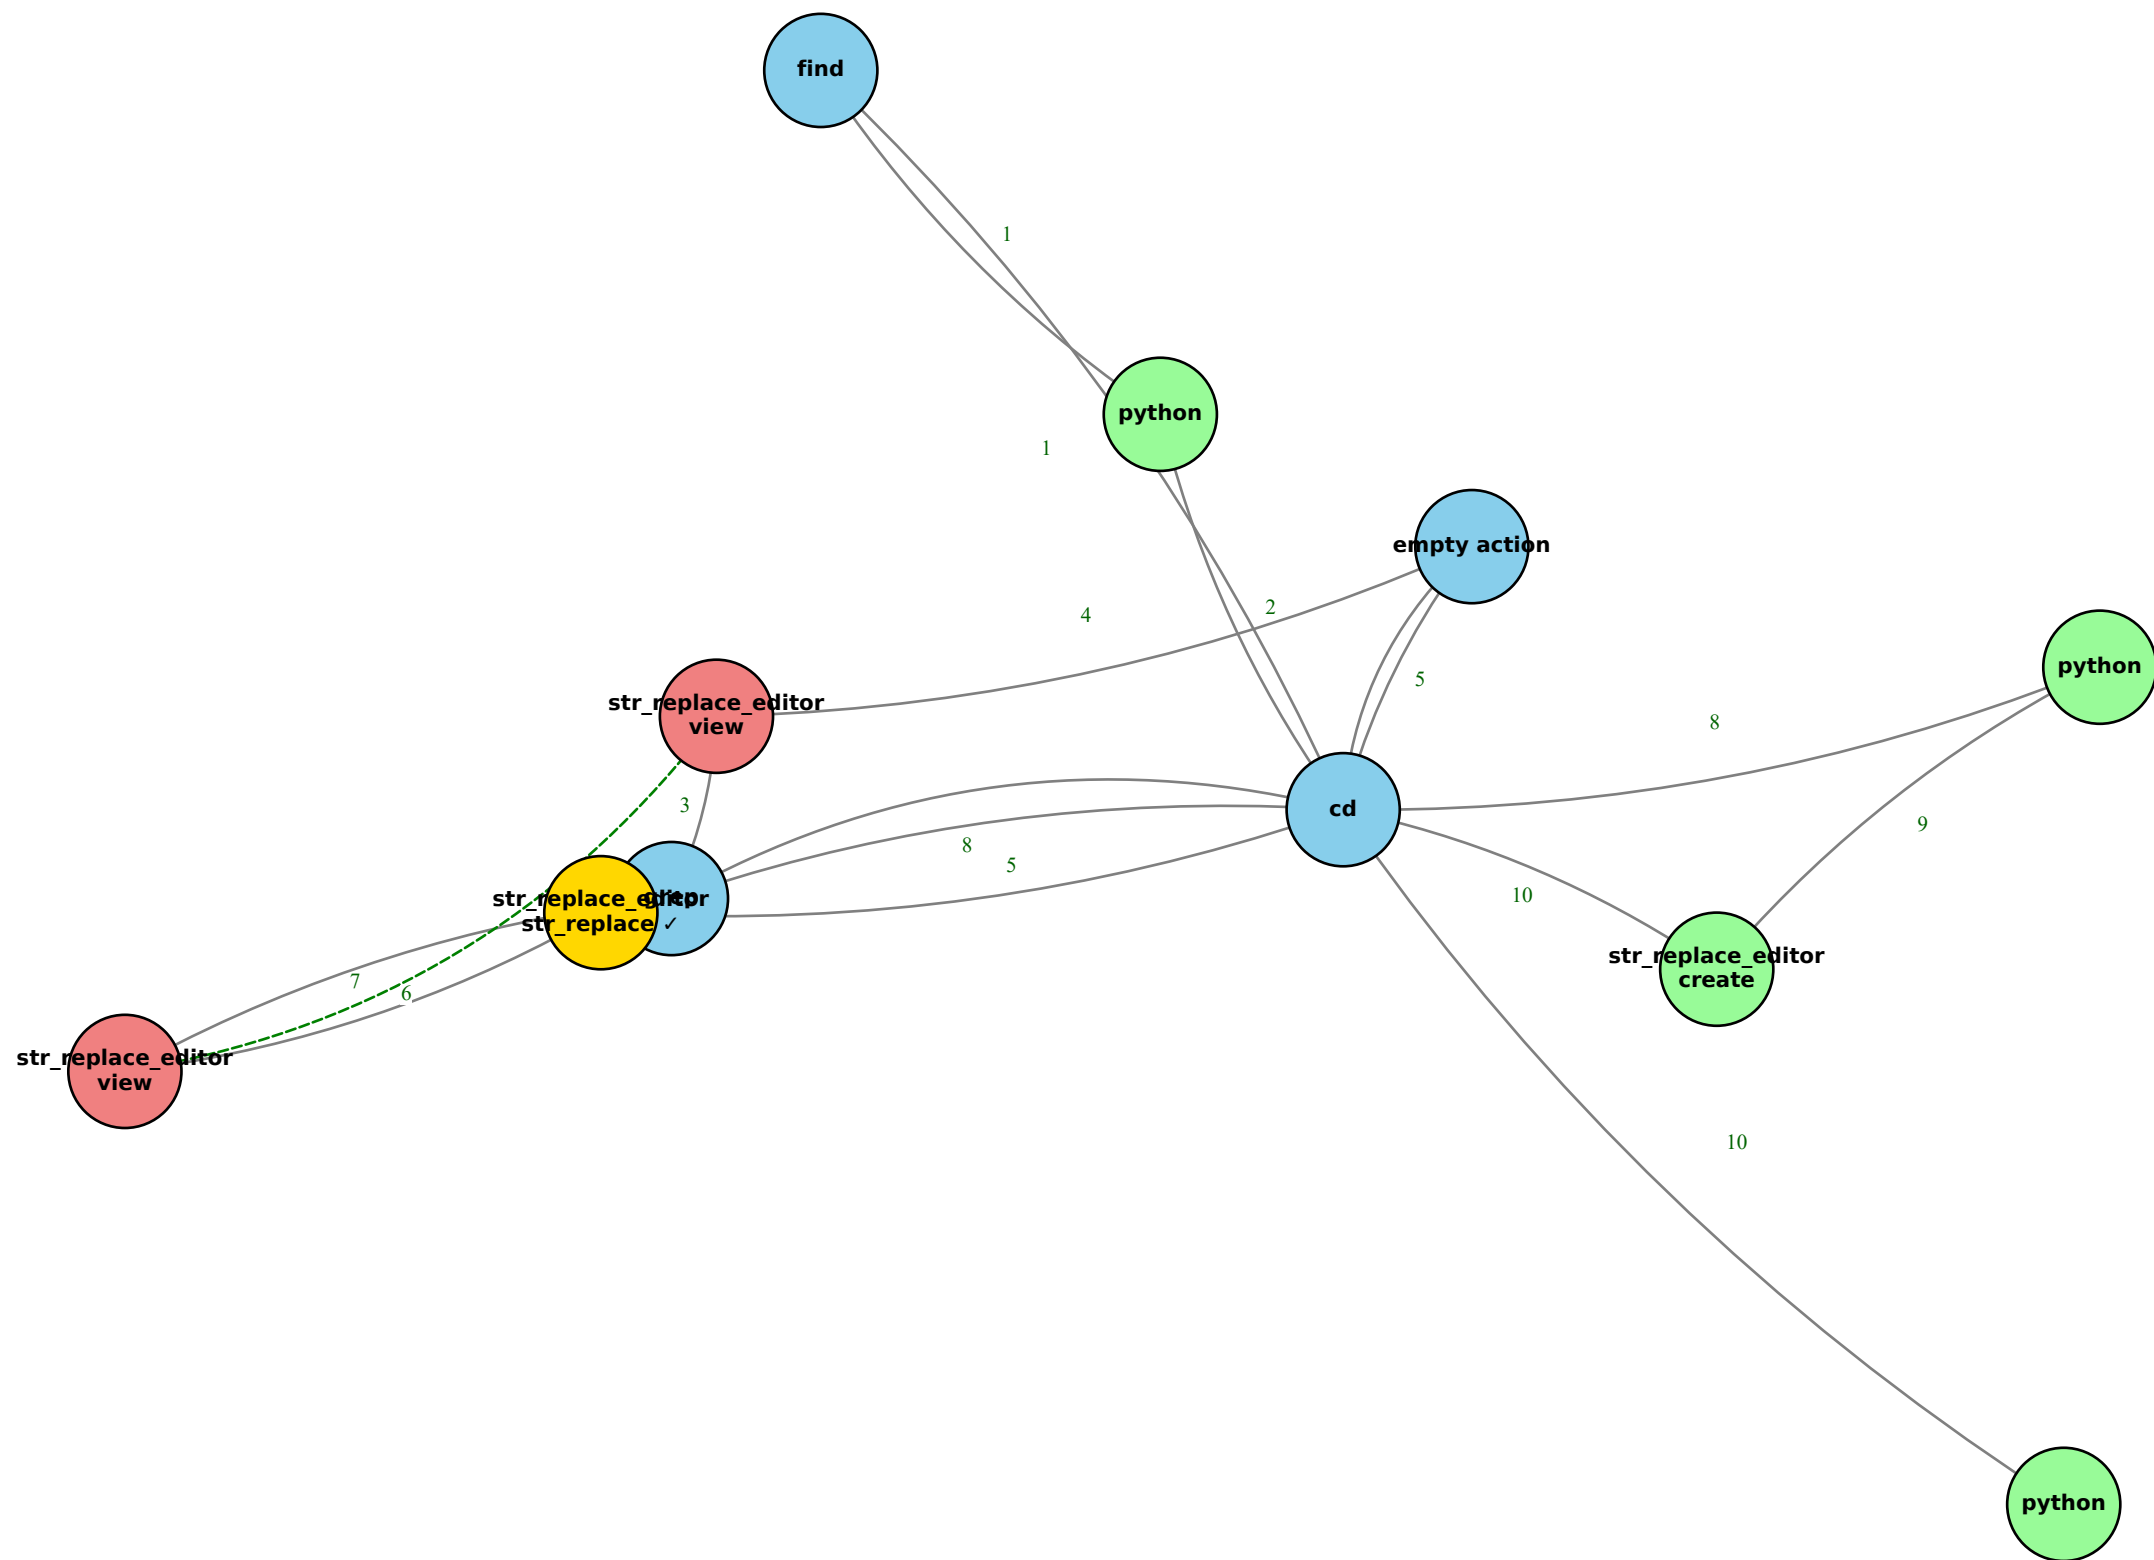 find
1
python
1
empty action
2
4
python
5
str_replace_editor
view
8
3
cd
9
8
5
10
grep
str_replace_editor
str_replace ✓
str_replace_editor
create
7
6
str_replace_editor
view
10
python